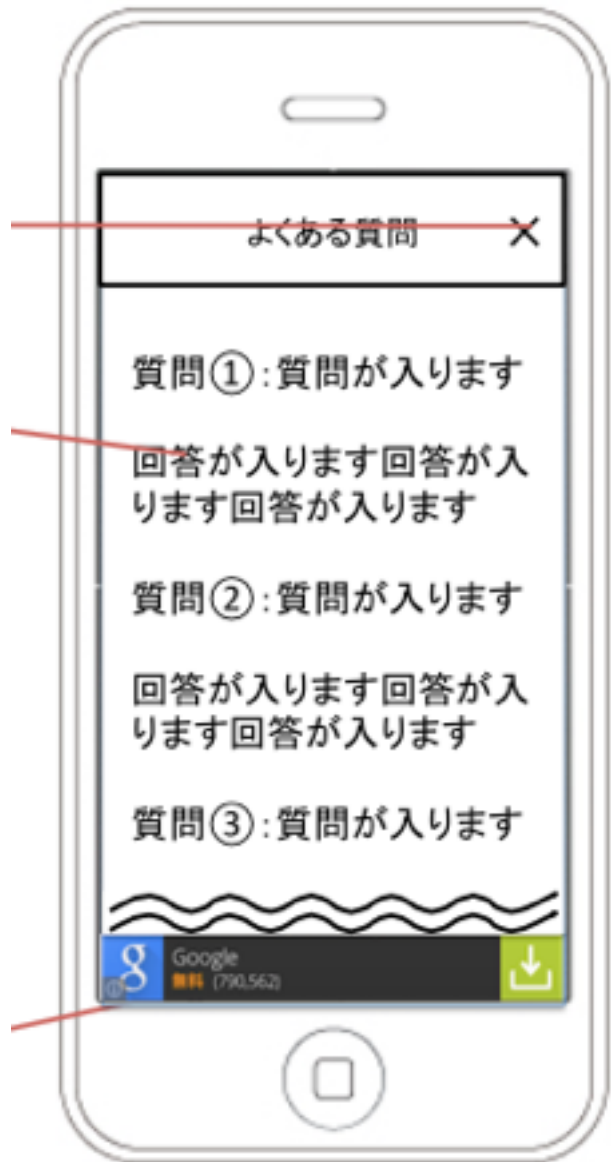 よくある質問 ×
質問①:質問が入ります
回答が入ります回答が入
ります回答が入ります
質問②:質問が入ります
回答が入ります回答が入
ります回答が入ります
質問③:質問が入ります
g
Google
無料 (790,562)